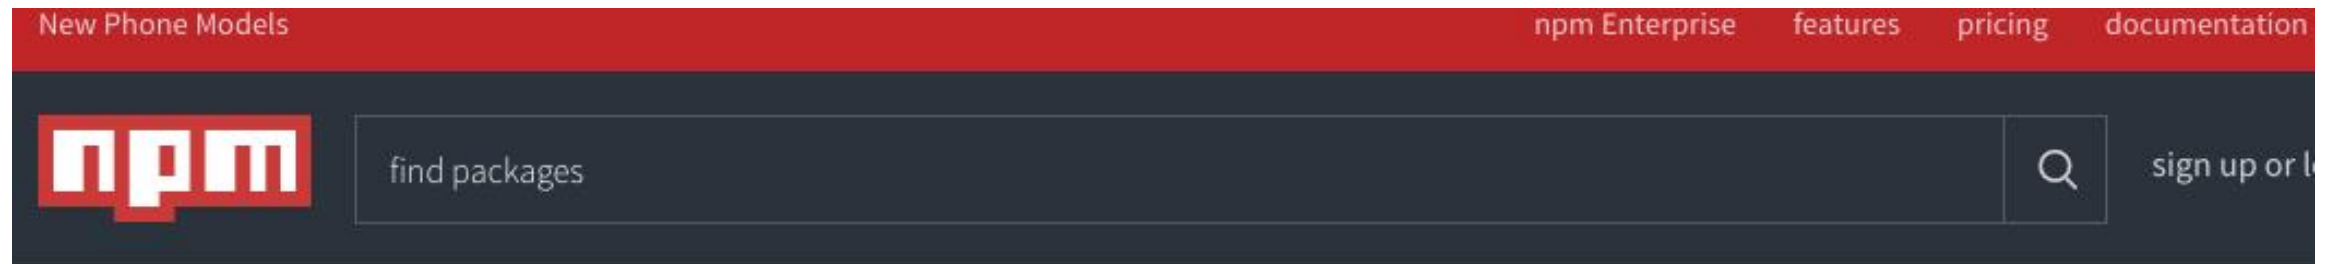 New Phone Models npm Enterprise features pricing documentation
npm find packages sign up or